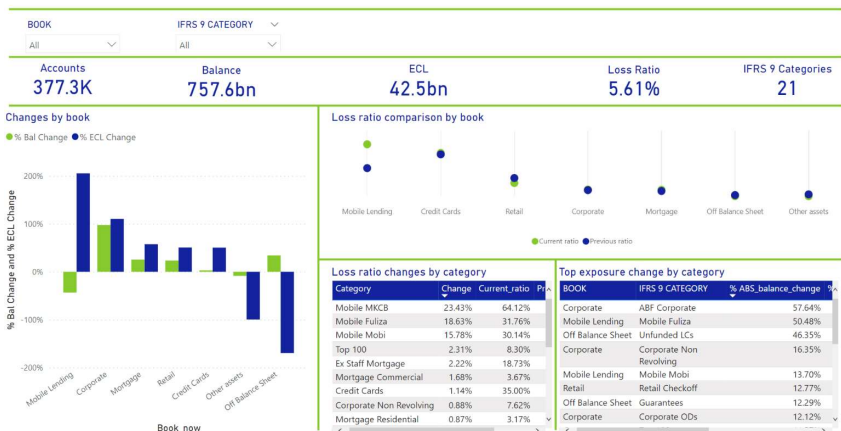 BOOK
IFRS 9 CATEGORY
All
All
Accounts
377.3K
Balance
757.6bn
ECL
42.5bn
Loss Ratio
5.61%
IFRS 9 Categories
21
Changes by book
% Bal Change % ECL Change
% Bal Change and % ECL Change
200%
100%
0%
-100%
-200%
Mobile Lending
Corporate
Mortgage
Retail
Credit Cards
Other assets
Off Balance Sheet
Book_now
Loss ratio comparison by book
Mobile Lending Credit Cards Retail Corporate Mortgage Off Balance Sheet Other assets
Current ratio Previous ratio
Loss ratio changes by category
Category Change Current_ratio Pr
Mobile MKCB 23.43% 64.12%
Mobile Fuliza 18.63% 31.76%
Mobile Mobi 15.78% 30.14%
Top 100 2.31% 8.30%
Ex Staff Mortgage 2.22% 18.73%
Mortgage Commercial 1.68% 3.67%
Credit Cards 1.14% 35.00%
Corporate Non Revolving 0.88% 7.62%
Mortgage Residential 0.87% 3.17%
Top exposure change by category
BOOK IFRS 9 CATEGORY % ABS_balance_change %
Corporate ABF Corporate 57.64%
Mobile Lending Mobile Fuliza 50.48%
Off Balance Sheet Unfunded LCs 46.35%
Corporate Corporate Non 16.35%
Revolving
Mobile Lending Mobile Mobi 13.70%
Retail Retail Checkoff 12.77%
Off Balance Sheet Guarantees 12.29%
Corporate Corporate ODs 12.12%